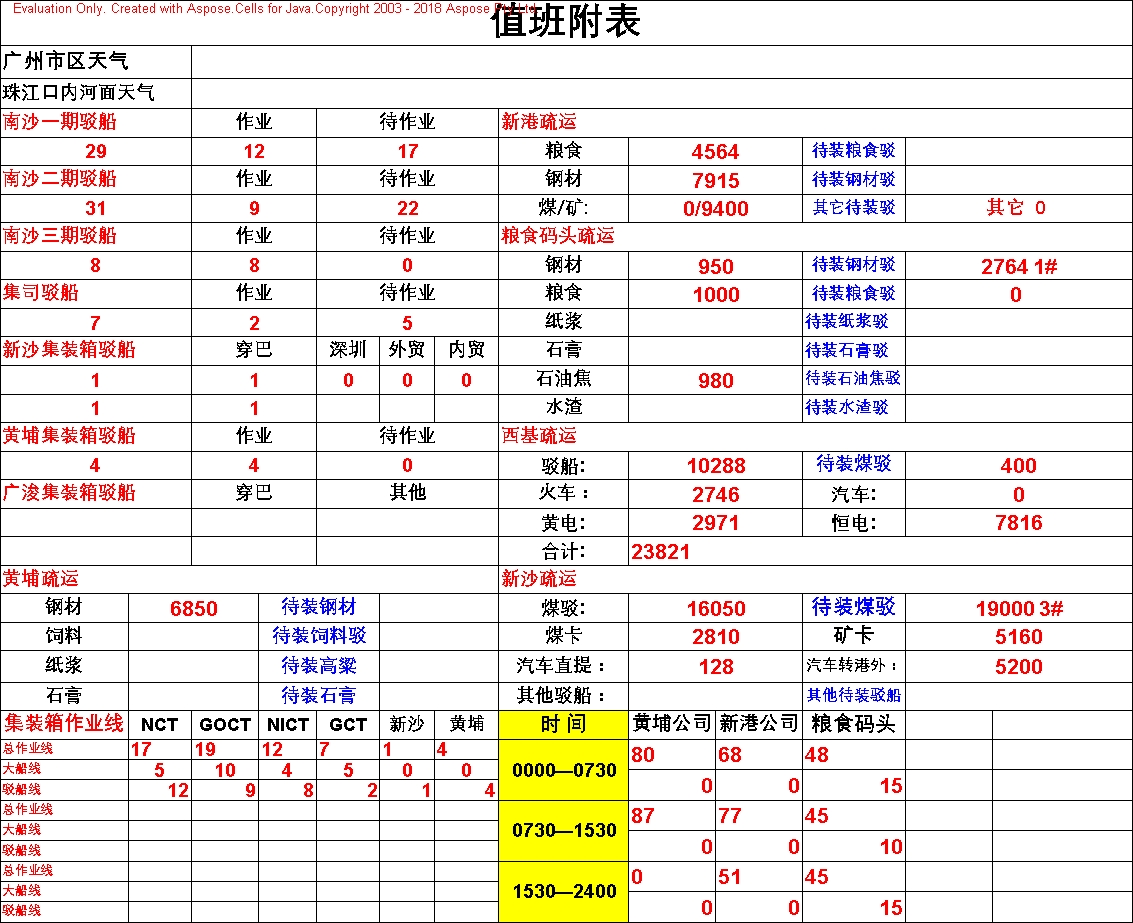 Evaluation Only. Created with Aspose.Cells for Java.Copyright 2003 - 2018 Aspose Pty Ltd.
值班附表
广州市区天气
珠江口内河面天气
南沙一期驳船 作业 待作业 新港疏运
29 12 17 粮食 4564 待装粮食驳
南沙二期驳船 作业 待作业 钢材 7915 待装钢材驳
31 9 22 煤/矿: 0/9400 其它待装驳 其它 0
南沙三期驳船 作业 待作业 粮食码头疏运
8 8 0 钢材 950 待装钢材驳 2764 1#
集司驳船 作业 待作业 粮食 1000 待装粮食驳 0
7 2 5 纸浆 待装纸浆驳
新沙集装箱驳船 穿巴 深圳 外贸 内贸 石膏 待装石膏驳
1 1 0 0 0 石油焦 980 待装石油焦驳
1 1 水渣 待装水渣驳
黄埔集装箱驳船 作业 待作业 西基疏运
4 4 0 驳船: 10288 待装煤驳 400
广浚集装箱驳船 穿巴 其他 火车： 2746 汽车: 0
黄电: 2971 恒电: 7816
合计: 23821
黄埔疏运 新沙疏运
钢材 6850 待装钢材 煤驳: 16050 待装煤驳 19000 3#
饲料 待装饲料驳 煤卡 2810 矿卡 5160
纸浆 待装高粱 汽车直提： 128 汽车转港外： 5200
石膏 待装石膏 其他驳船： 其他待装驳船
集装箱作业线 NCT GOCT NICT GCT 新沙 黄埔 时 间 黄埔公司 新港公司 粮食码头
总作业线 17 19 12 7 1 4 0000—0730 80 68 48
大船线 5 10 4 5 0 0
驳船线 12 9 8 2 1 4 0 0 15
总作业线 0730—1530 87 77 45
大船线
驳船线 0 0 10
总作业线 1530—2400 0 51 45
大船线
驳船线 0 0 15